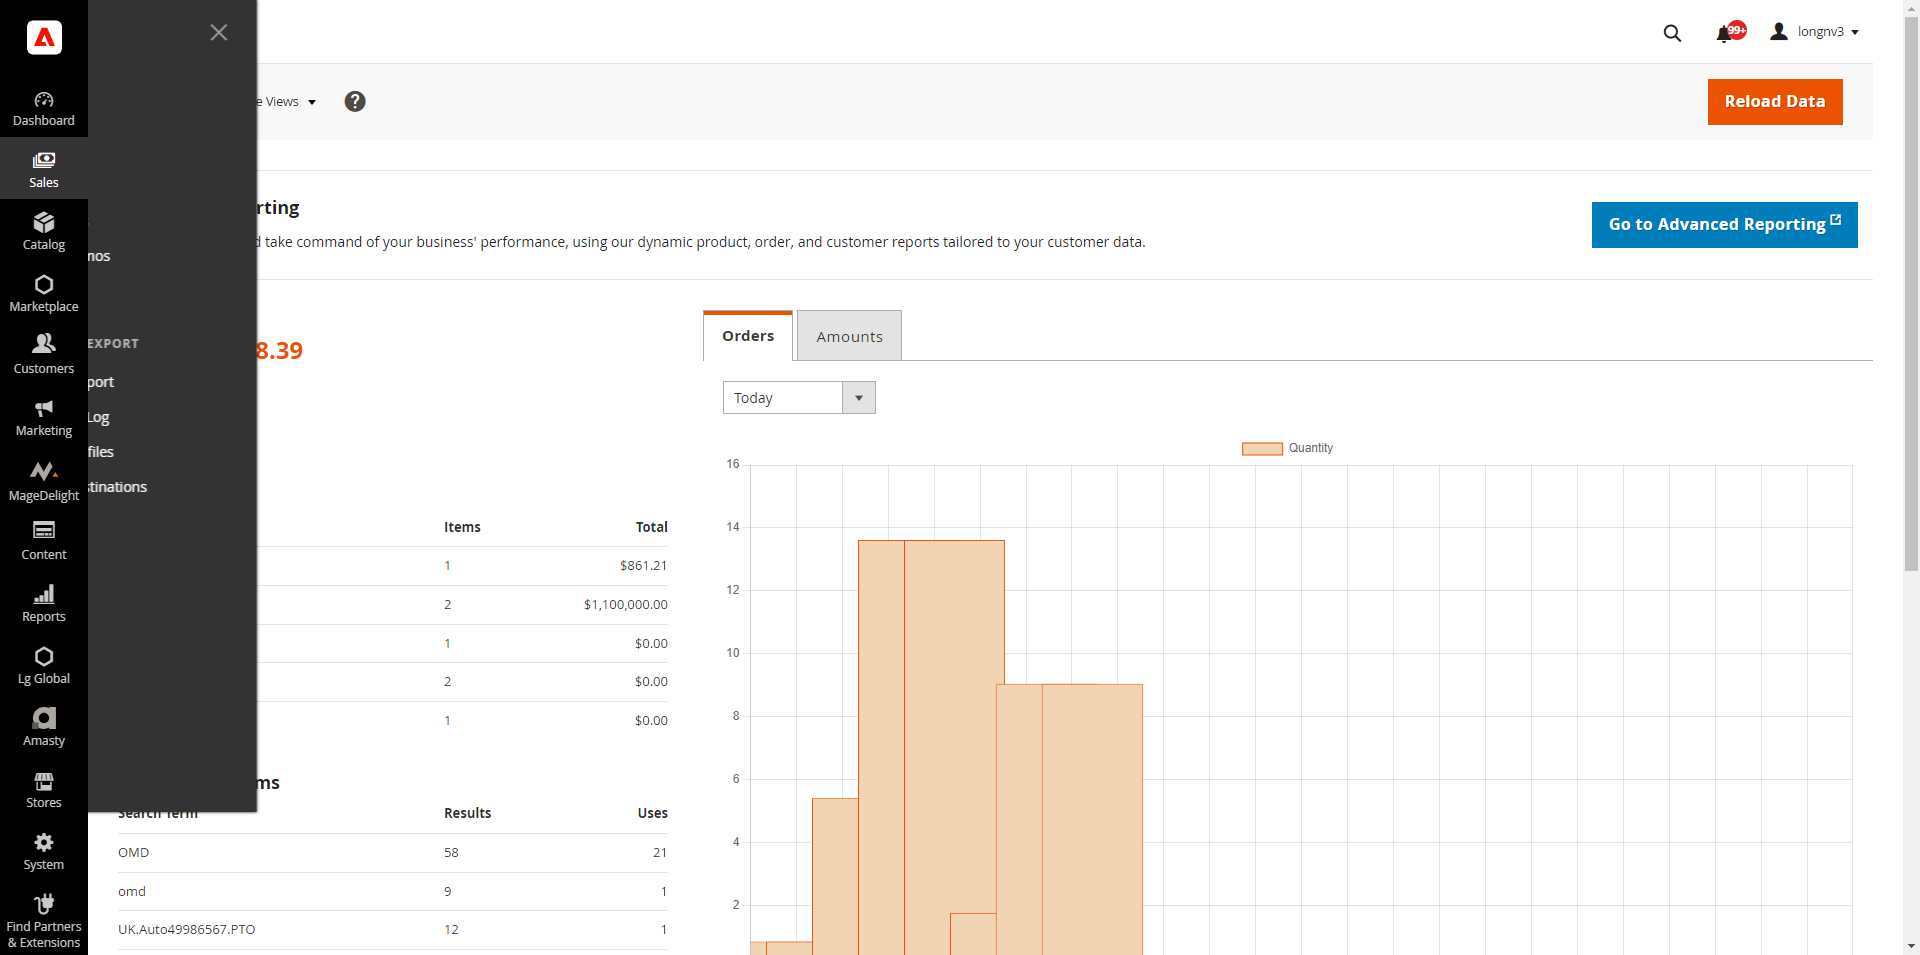 99+
longnv3
Dashboard
Sales
Catalog
Marketplace
Customers
Marketing
MageDelight
Content
Reports
Lg Global
Amasty
Stores
System
Find Partners
& Extensions
mos
EXPORT
port
Log
files
stinations
e Views
Reload Data
rting
d take command of your business' performance, using our dynamic product, order, and customer reports tailored to your customer data.
Go to Advanced Reporting
8.39
Items Total
1 $861.21
2 $1,100,000.00
1 $0.00
2 $0.00
1 $0.00
ms
Search Term Results Uses
OMD 58 21
omd 9 1
UK.Auto49986567.PTO 12 1
Orders
Amounts
Today
Quantity
16
14
12
10
8
6
4
2